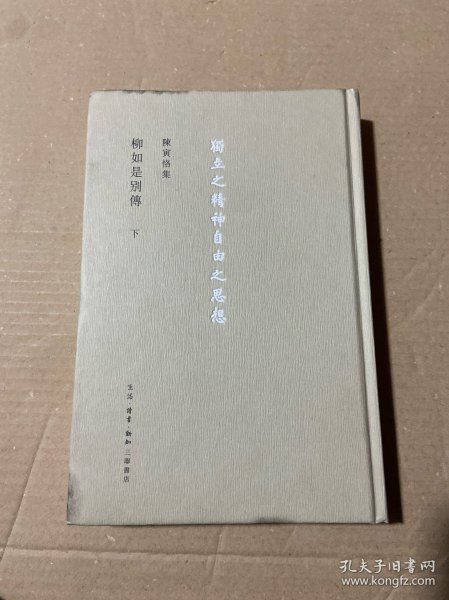 獨立之精神自由之思想
陳寅恪集
柳如是別傳 下
生活·讀書·新知三聯書店
孔夫子旧书网
www.kongfz.com